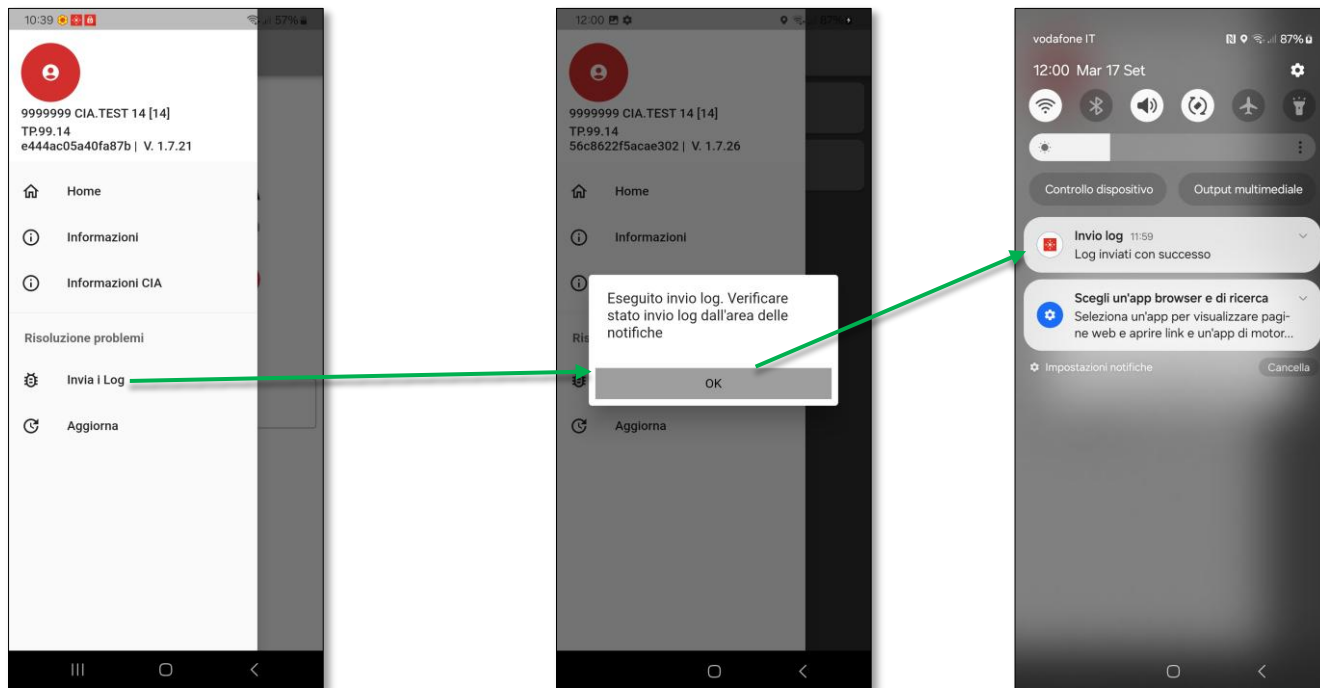 10:39
57%
9999999 CIA.TEST 14 [14]
TP.99.14
e444ac05a40fa87b | V. 1.7.21
Home
Informazioni
Informazioni CIA
Risoluzione problemi
Invia i Log
Aggiorna
12:00
87%
9999999 CIA.TEST 14 [14]
TP.99.14
56c8622f5acae302 | V. 1.7.26
Home
Informazioni
Eseguito invio log. Verificare
stato invio log dall'area delle
notifiche
Ris
OK
Aggiorna
vodafone IT
87%
12:00 Mar 17 Set
Controllo dispositivo
Output multimediale
Invio log 11:59
Log inviati con successo
Scegli un'app browser e di ricerca
Seleziona un'app per visualizzare pagi-
ne web e aprire link e un'app di motor...
Impostazioni notifiche
Cancella